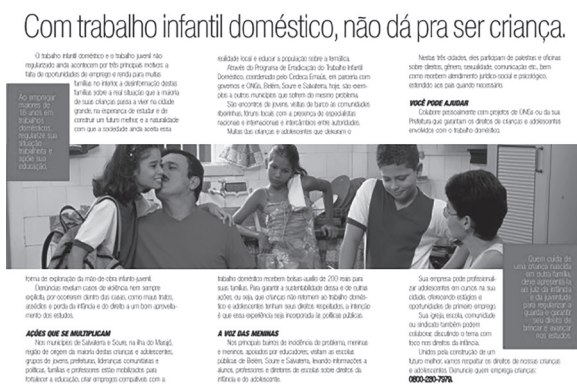 Com trabalho infantil doméstico, não dá pra ser criança.
O trabalho infantil doméstico e o trabalho juvenil não
regularizado ainda acontecem por três principais motivos: a
falta de oportunidades de emprego e renda para muitas
famílias no interior, a desinformação destas
famílias sobre a real situação que a maioria
de suas crianças passa a viver na cidade
grande, na esperança de estudar e de
construir um futuro melhor, e a naturalidade
com que a sociedade ainda aceita essa
Ao empregar
maiores de
16 anos em
trabalhos
domésticos,
regularize sua
situação
trabalhista e
apoie sua
educação.
forma de exploração da mão-de-obra infanto-juvenil.
Denúncias revelam casos de violência nem sempre
explícita, por ocorrerem dentro das casas, como maus tratos,
assédios e perda da infância e do direito a um bom aproveita-
mento dos estudos.
AÇÕES QUE SE MULTIPLICAM
Nos municípios de Salvaterra e Soure, na ilha do Marajó,
região de origem da maioria destas crianças e adolescentes,
grupos de jovens, prefeituras, lideranças comunitárias e
políticas, famílias e professores estão mobilizados para
fortalecer a educação, criar empregos compatíveis com a
realidade local e educar a população sobre a temática.
Através do Programa de Erradicação do Trabalho Infantil
Doméstico, coordenado pelo Cedeca Emaús, em parceria com
governos e ONGs, Belém, Soure e Salvaterra, hoje, são exem-
plos a outros municípios que sofrem do mesmo problema.
São encontros de jovens, visitas de barco às comunidades
ribeirinhas, fóruns locais com a presença de especialistas
nacionais e internacionais e intercâmbios entre autoridades.
Muitas das crianças e adolescentes que deixaram o
trabalho doméstico recebem bolsas-auxílio de 200 reais para
suas famílias. Para garantir a sustentabilidade dessa e de outras
ações, ou seja, que crianças não retornem ao trabalho domés-
tico e adolescentes tenham seus direitos respeitados, a intenção
é que essa experiência seja incorporada às políticas públicas.
A VOZ DAS MENINAS
Nos principais bairros de incidência do problema, meninas
e meninos, apoiados por educadores, visitam as escolas
públicas de Belém, Soure e Salvaterra, levando informações a
alunos, professores e diretores de escolas sobre direitos da
infância e do adolescente.
Nestas três cidades, eles participam de palestras e oficinas
sobre direitos, gênero, sexualidade, comunicação etc., bem
como recebem atendimento jurídico-social e psicológico,
estendido aos pais quando necessário.
VOCÊ PODE AJUDAR
Colabore pessoalmente com projetos de ONGs ou da sua
Prefeitura que garantam os direitos de crianças e adolescentes
envolvidos com o trabalho doméstico.
Sua empresa pode profissional-
izar adolescentes em cursos na sua
cidade, oferecendo estágios e
oportunidades de primeiro emprego.
Sua igreja, escola, comunidade
ou sindicato também podem
colaborar, discutindo o tema com
foco nos direitos da infância.
Unidos pela construção de um
futuro melhor, vamos respeitar os direitos de nossas crianças
e adolescentes. Denuncie quem emprega crianças:
0800-280-7979.
Quem cuida de
uma criança nascida
em outra família,
deve apresentá-la
ao juiz da infância
e da juventude
para regularizar a
guarda e garantir
seu direito de
brincar e avançar
nos estudos.